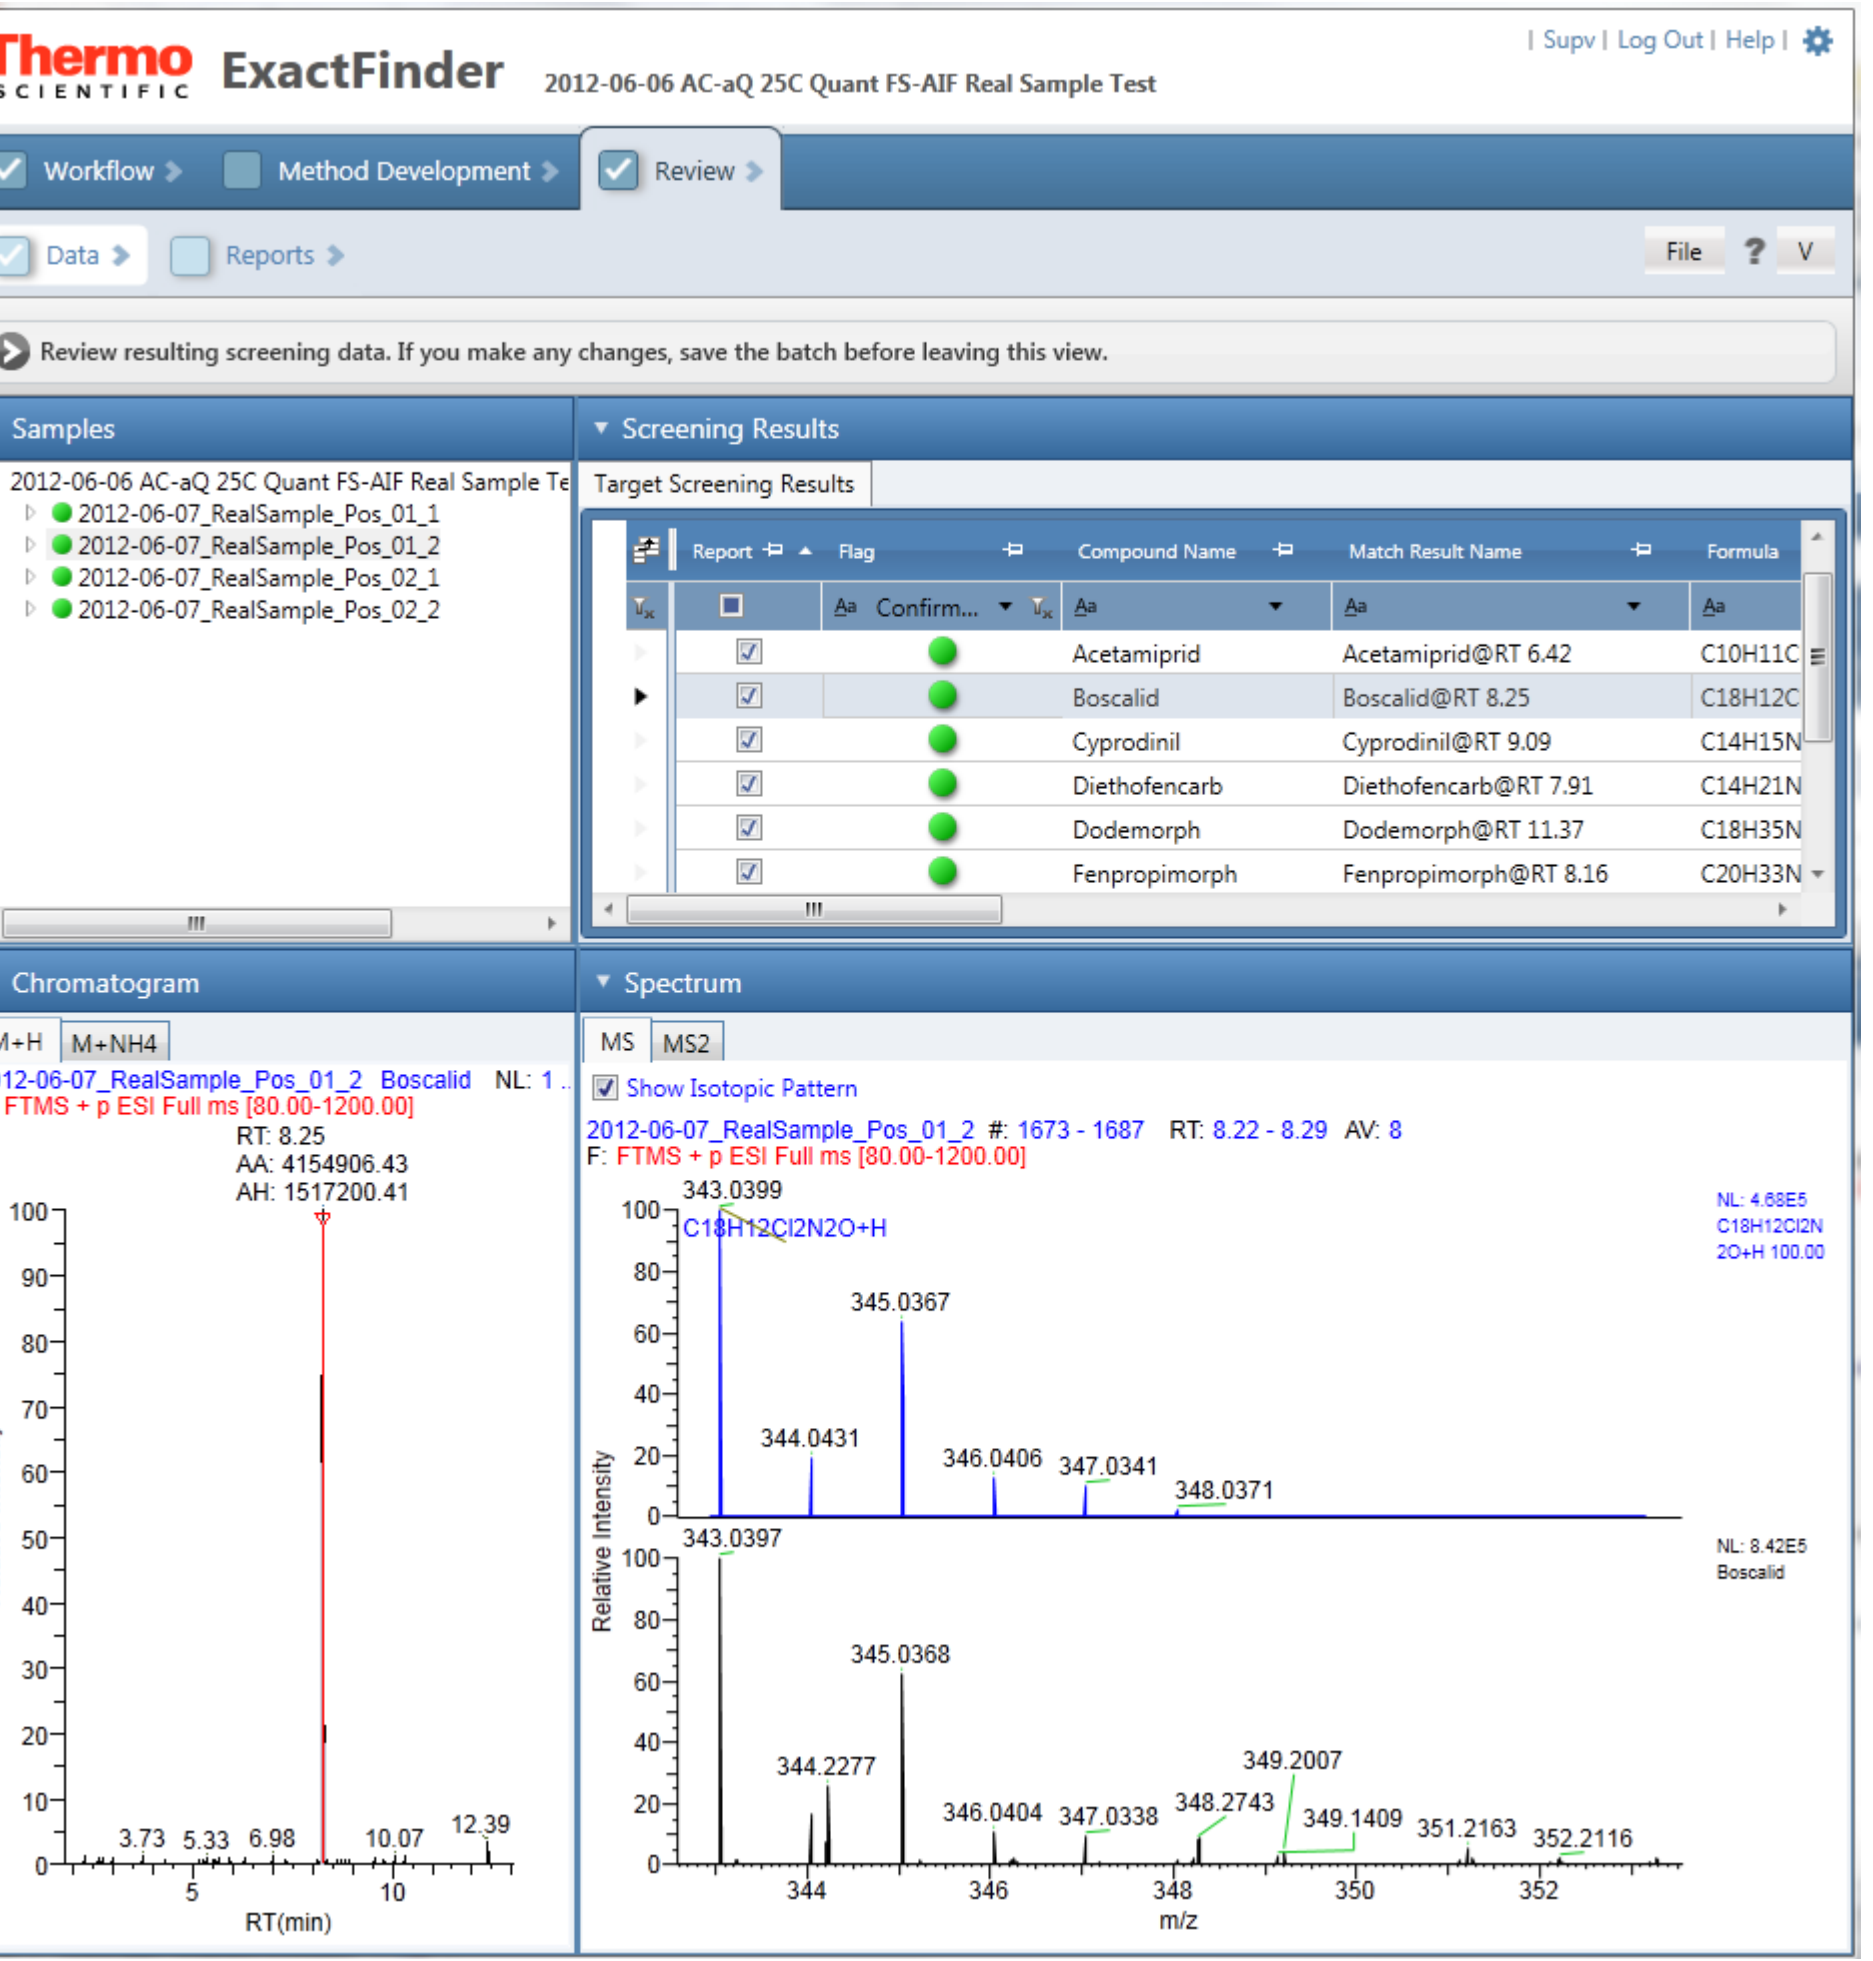 Thermo
SCIENTIFIC
ExactFinder
2012-06-06 AC-aQ 25C Quant FS-AIF Real Sample Test
| Supv | Log Out | Help |
Workflow
Method Development
Review
Data
Reports
File ? V
Review resulting screening data. If you make any changes, save the batch before leaving this view.
Samples
2012-06-06 AC-aQ 25C Quant FS-AIF Real Sample Te
2012-06-07_RealSample_Pos_01_1
2012-06-07_RealSample_Pos_01_2
2012-06-07_RealSample_Pos_02_1
2012-06-07_RealSample_Pos_02_2
Screening Results
Target Screening Results
Report Flag Compound Name Match Result Name Formula
Aa Confirm... Aa Aa Aa
Acetamiprid Acetamiprid@RT 6.42 C10H11C
Boscalid Boscalid@RT 8.25 C18H12C
Cyprodinil Cyprodinil@RT 9.09 C14H15N
Diethofencarb Diethofencarb@RT 7.91 C14H21N
Dodemorph Dodemorph@RT 11.37 C18H35N
Fenpropimorph Fenpropimorph@RT 8.16 C20H33N
Chromatogram
M+H M+NH4
12-06-07_RealSample_Pos_01_2 Boscalid NL: 1 ..
FTMS + p ESI Full ms [80.00-1200.00]
RT: 8.25
AA: 4154906.43
AH: 1517200.41
100
90
80
70
60
50
40
30
20
10
0
3.73 5.33 6.98 10.07 12.39
5 10
RT(min)
Spectrum
MS MS2
Show Isotopic Pattern
2012-06-07_RealSample_Pos_01_2 #: 1673 - 1687 RT: 8.22 - 8.29 AV: 8
F: FTMS + p ESI Full ms [80.00-1200.00]
343.0399
C18H12Cl2N2O+H
345.0367
344.0431
346.0406
347.0341
348.0371
100
80
60
40
20
0
NL: 4.68E5
C18H12Cl2N
2O+H 100.00
Relative Intensity
343.0397
345.0368
344.2277
346.0404
347.0338
348.2743
349.2007
349.1409
351.2163
352.2116
100
80
60
40
20
0
NL: 8.42E5
Boscalid
344 346 348 350 352
m/z